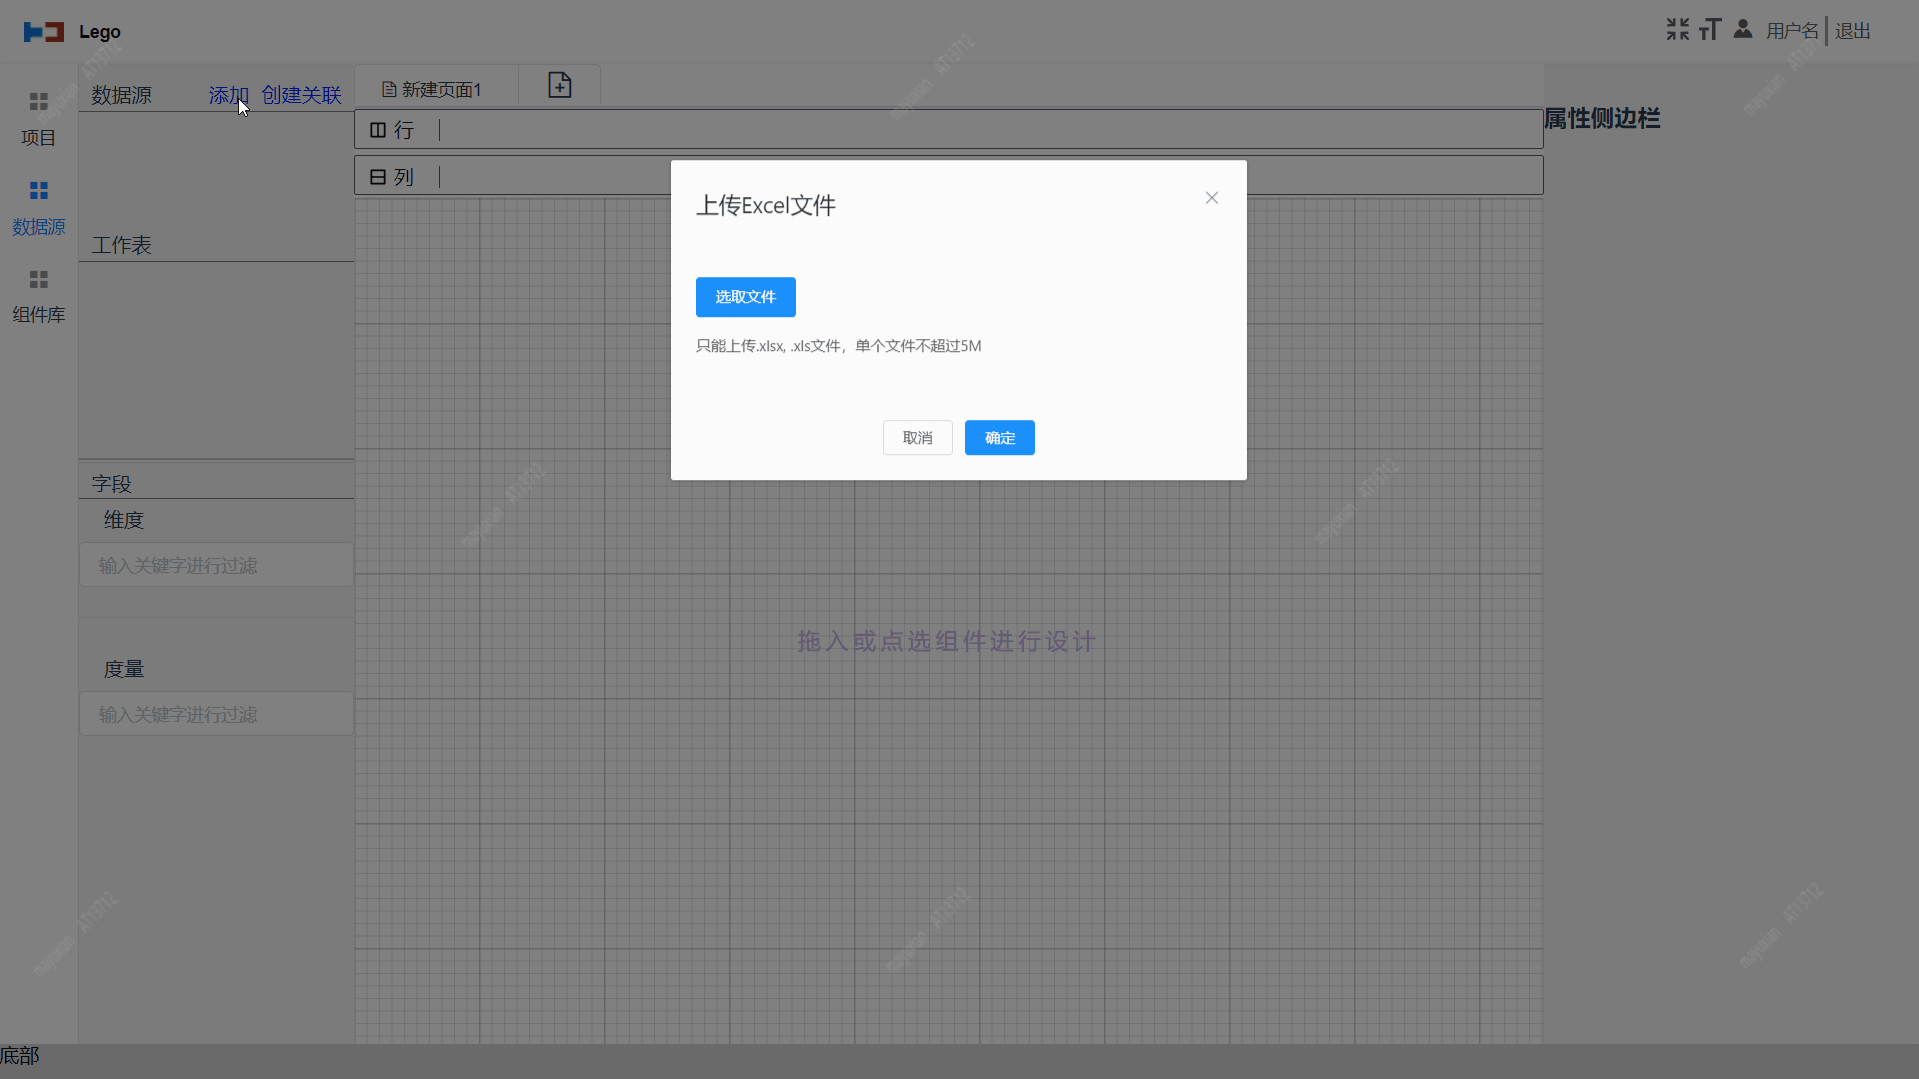 Lego
用户名
退出
项目
数据源
组件库
数据源
添加
创建关联
工作表
字段
维度
输入关键字进行过滤
度量
输入关键字进行过滤
新建页面1
行
列
上传Excel文件
选取文件
只能上传.xlsx, .xls文件，单个文件不超过5M
取消
确定
拖入或点选组件进行设计
属性侧边栏
底部